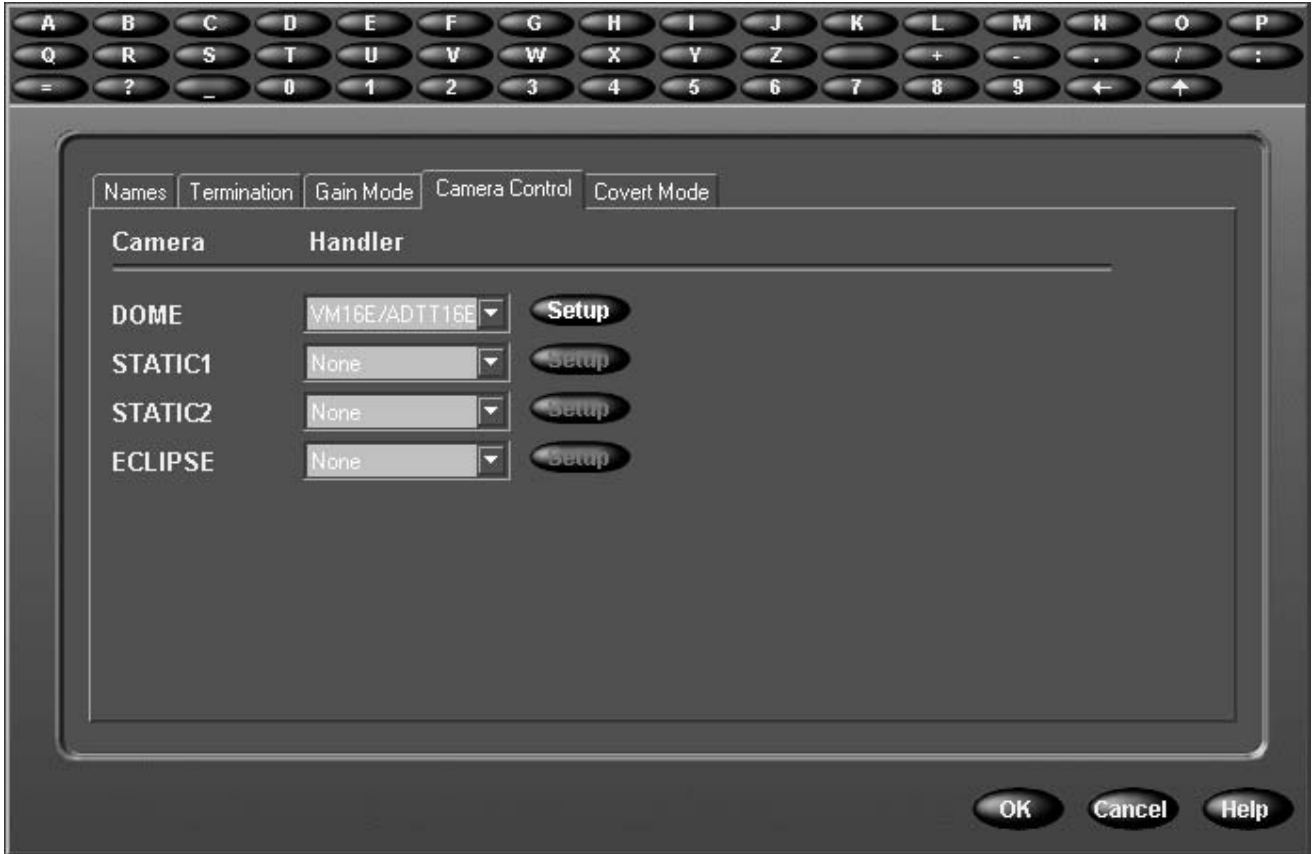 A B C D E F G H I J K L M N O P
Q R S T U V W X Y Z + - . / :
= ? _ 0 1 2 3 4 5 6 7 8 9 ← ↑
Names Termination Gain Mode Camera Control Covert Mode
Camera Handler
DOME VM16E/ADTT16E Setup
STATIC1 None Setup
STATIC2 None Setup
ECLIPSE None Setup
OK Cancel Help